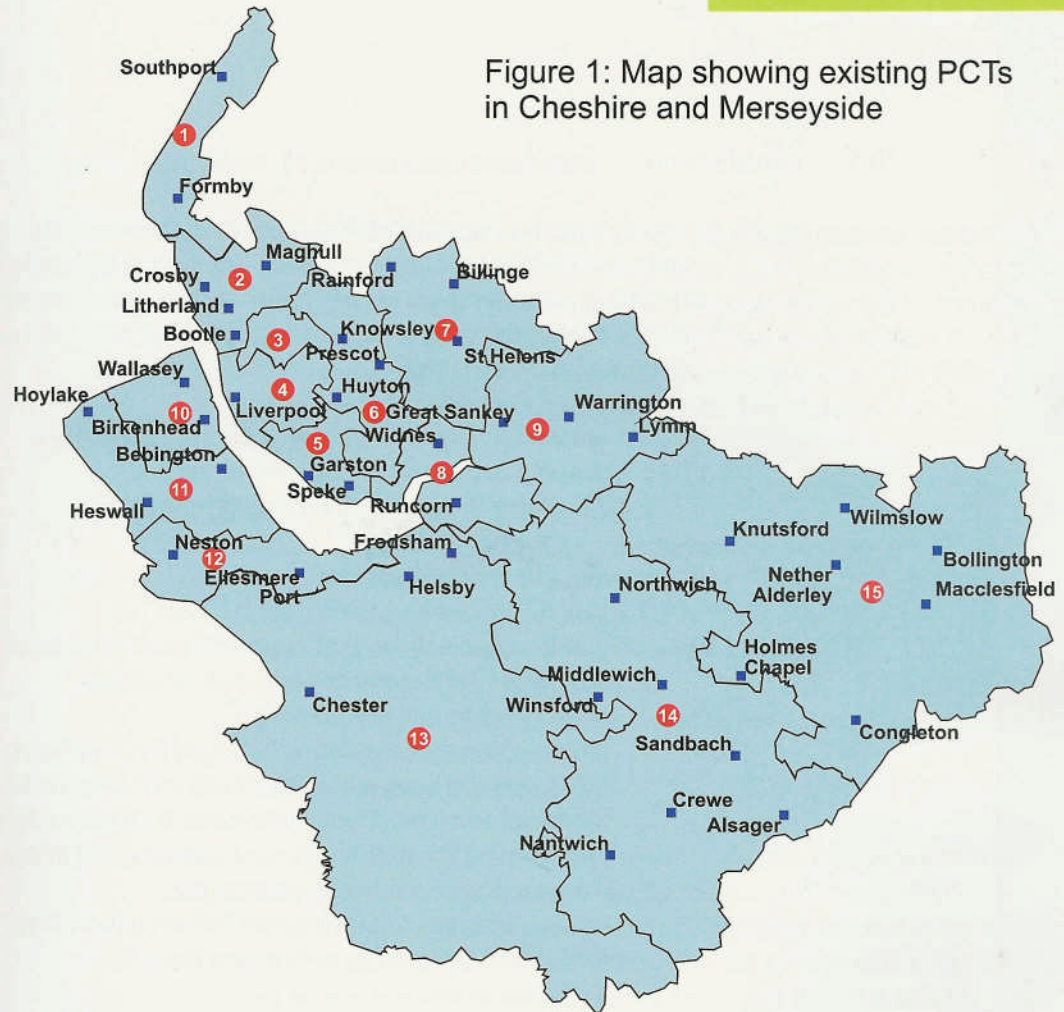 Figure 1: Map showing existing PCTs
in Cheshire and Merseyside
Southport
1
Formby
Maghull
Crosby
2
Rainford
Billinge
Litherland
Bootle
3
Knowsley
7
Prescot
St Helens
Wallasey
Hoylake
4
Huyton
10
Liverpool
6
Great Sankey
Warrington
Birkenhead
5
Widnes
9
Lymm
Bebington
Garston
8
11
Speke
Heswall
Runcorn
Wilmslow
Knutsford
Neston
Frodsham
Bollington
12
Ellesmere
Port
Helsby
Northwich
Nether
Alderley
15
Macclesfield
Holmes
Chapel
Middlewich
Chester
Winsford
14
13
Congleton
Sandbach
Crewe
Alsager
Nantwich